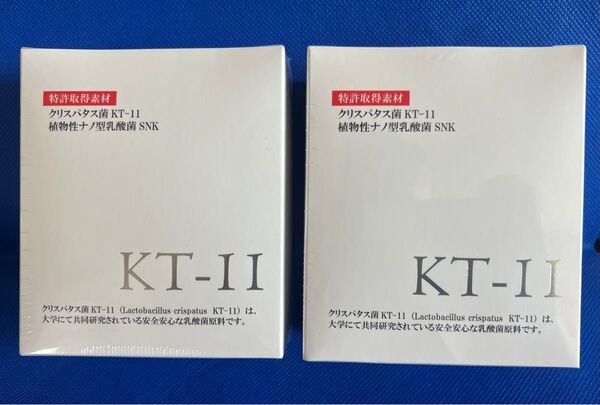 特許取得素材
クリスパタス菌 KT-11
植物性ナノ型乳酸菌 SNK
KT-11
クリスパタス菌 KT-11（Lactobacillus crispatus KT-11）は、
大学にて共同研究されている安全安心な乳酸菌原料です。
特許取得素材
クリスパタス菌 KT-11
植物性ナノ型乳酸菌 SNK
KT-11
クリスパタス菌 KT-11（Lactobacillus crispatus KT-11）は、
大学にて共同研究されている安全安心な乳酸菌原料です。